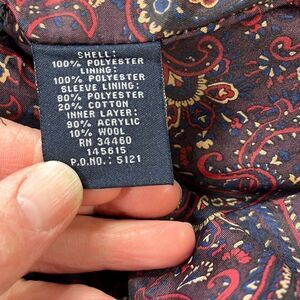 SHELL:
100% POLYESTER
LINING:
100% POLYESTER
SLEEVE LINING:
80% POLYESTER
20% COTTON
INNER LAYER:
90% ACRYLIC
10% WOOL
RN 34460
145615
P.O.NO.: 5121